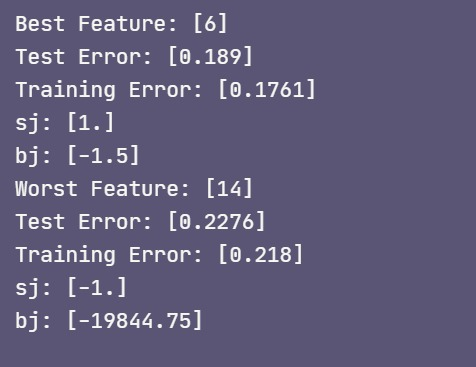 Best Feature: [6]
Test Error: [0.189]
Training Error: [0.1761]
sj: [1.]
bj: [-1.5]
Worst Feature: [14]
Test Error: [0.2276]
Training Error: [0.218]
sj: [-1.]
bj: [-19844.75]